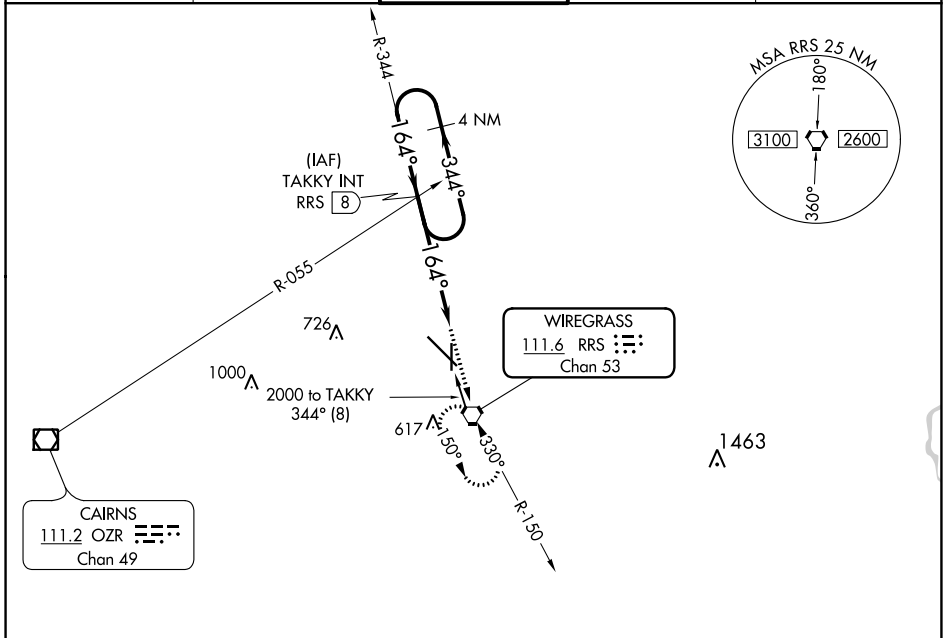 R-344
MSA RRS 25 NM
180°
3100
2600
360°
4 NM
164°
344°
(IAF)
TAKKY INT
RRS 8
164°
R-055
726
1000
2000 to TAKKY
344° (8)
WIREGRASS
111.6 RRS
Chan 53
617
150°
330°
1463
R-150
CAIRNS
111.2 OZR
Chan 49